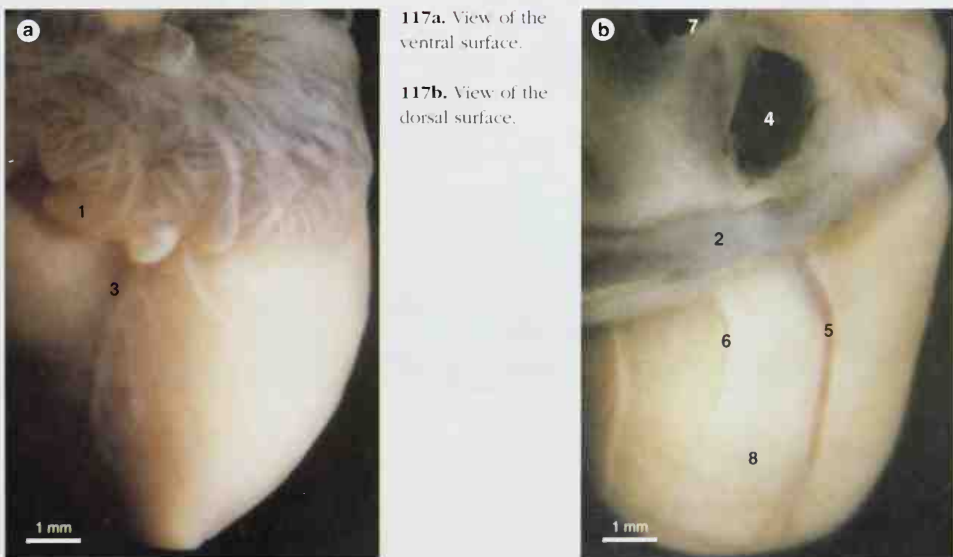 a
117a. View of the
ventral surface.
117b. View of the
dorsal surface.
b
7
4
1
2
3
5
6
8
1 mm
1 mm